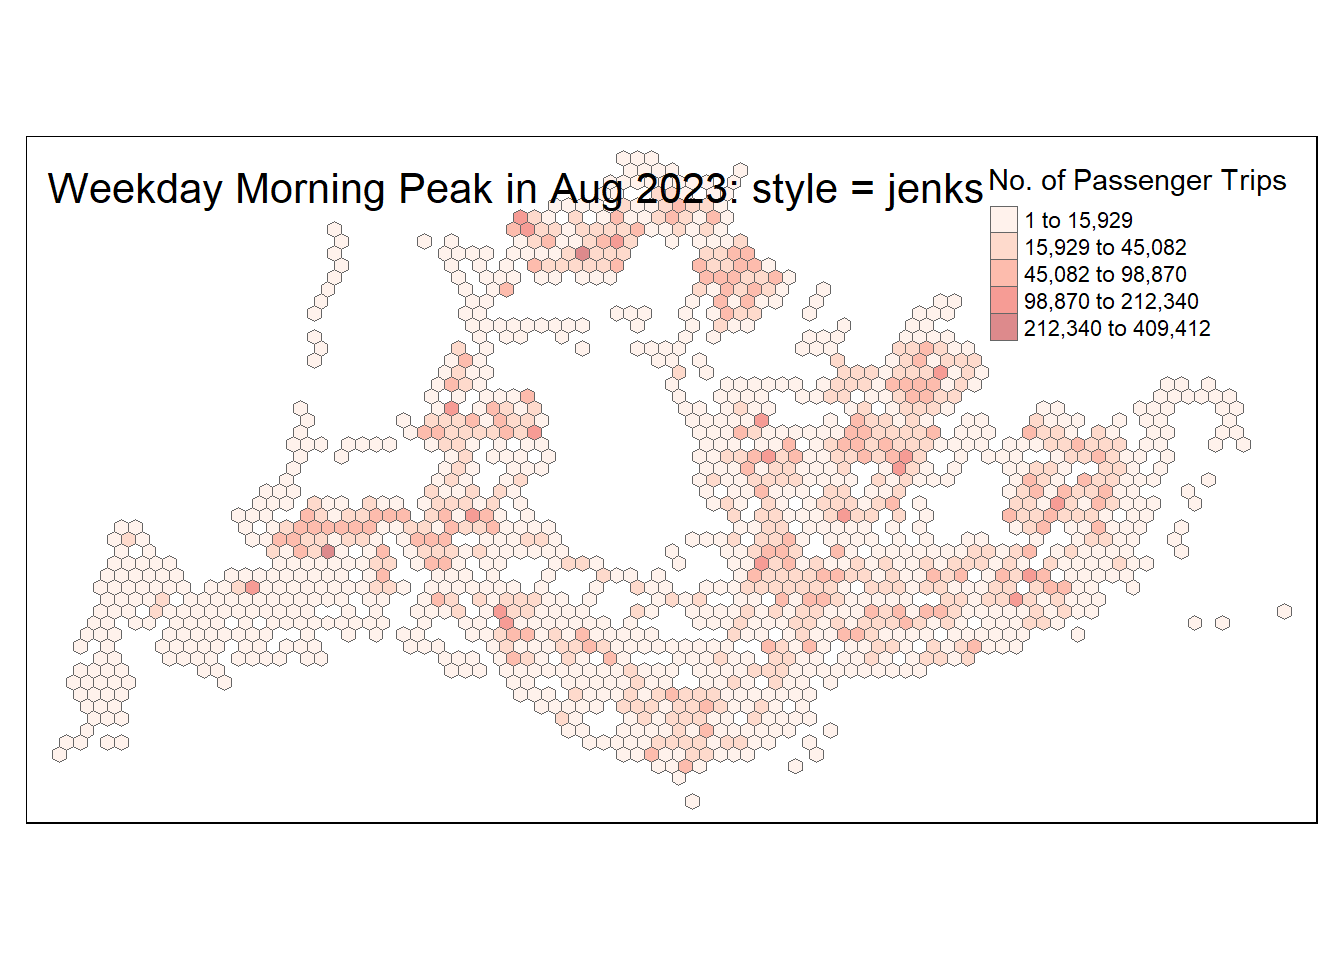 Weekday Morning Peak in Aug 2023: style = jenks
No. of Passenger Trips
1 to 15,929
15,929 to 45,082
45,082 to 98,870
98,870 to 212,340
212,340 to 409,412